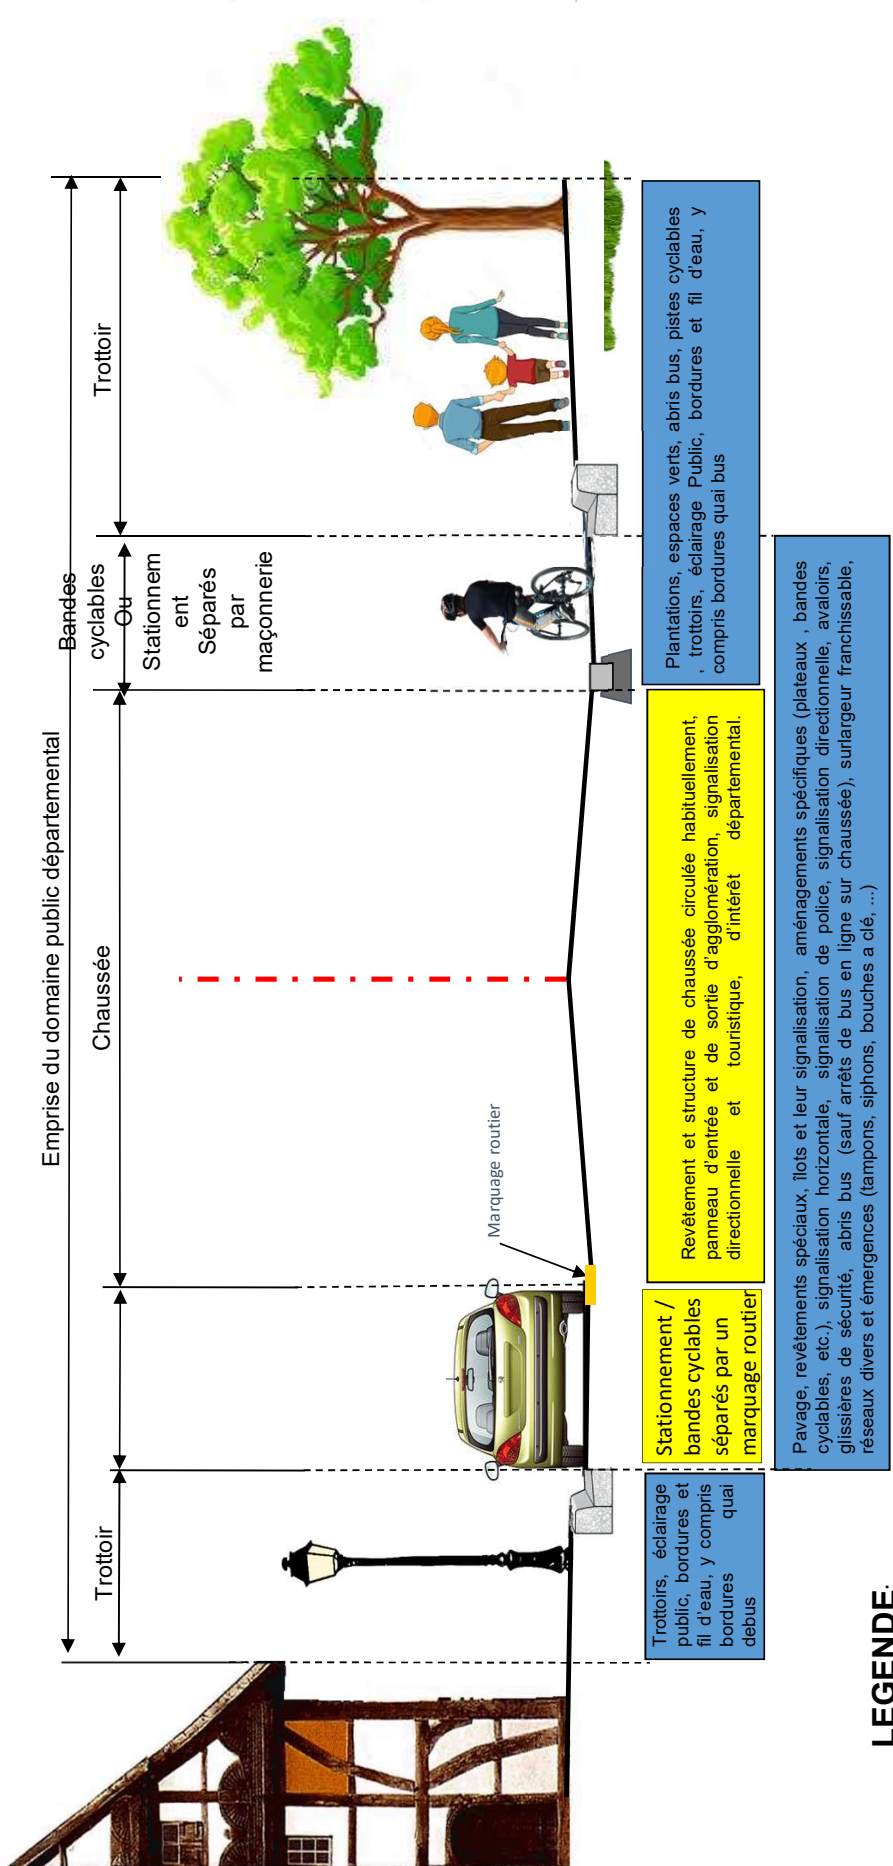 Emprise du domaine public départemental
Trottoir
Chaussée
Bandes
cyclables
Ou
Stationnem
ent
Séparés
par
maçonnerie
Trottoir
Marquage routier
Trottoirs, éclairage
public, bordures et
fil d'eau, y compris
bordures quai
debus
Stationnement /
bandes cyclables
séparés par un
marquage routier
Revêtement et structure de chaussée circulée habituellement,
panneau d'entrée et de sortie d'agglomération, signalisation
directionnelle et touristique, d'intérêt départemental.
Plantations, espaces verts, abris bus, pistes cyclables
, trottoirs, éclairage Public, bordures et fil d'eau, y
compris bordures quai bus
Pavage, revêtements spéciaux, îlots et leur signalisation, aménagements spécifiques (plateaux , bandes
cyclables, etc.), signalisation horizontale, signalisation de police, signalisation directionnelle, avaloirs,
glissières de sécurité, abris bus (sauf arrêts de bus en ligne sur chaussée), surlargeur franchissable,
réseaux divers et émergences (tampons, siphons, bouches a clé, ...)
LEGENDE: